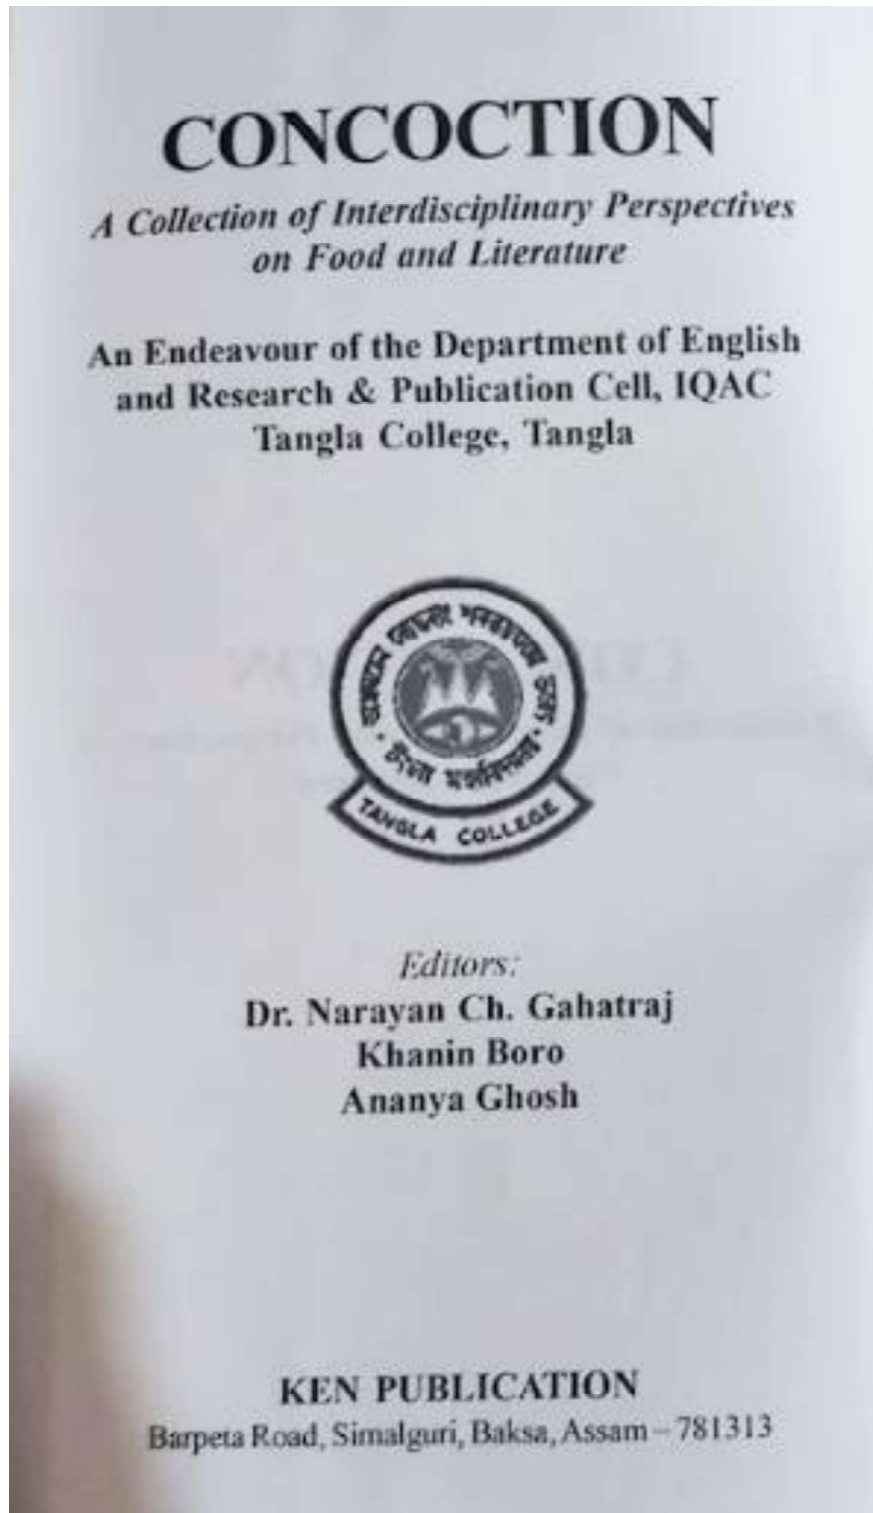 CONCOCTION
A Collection of Interdisciplinary Perspectives
on Food and Literature
An Endeavour of the Department of English
and Research & Publication Cell, IQAC
Tangla College, Tangla
TANGLA COLLEGE
Editors:
Dr. Narayan Ch. Gahatraj
Khanin Boro
Ananya Ghosh
KEN PUBLICATION
Barpeta Road, Simalguri, Baksa, Assam – 781313